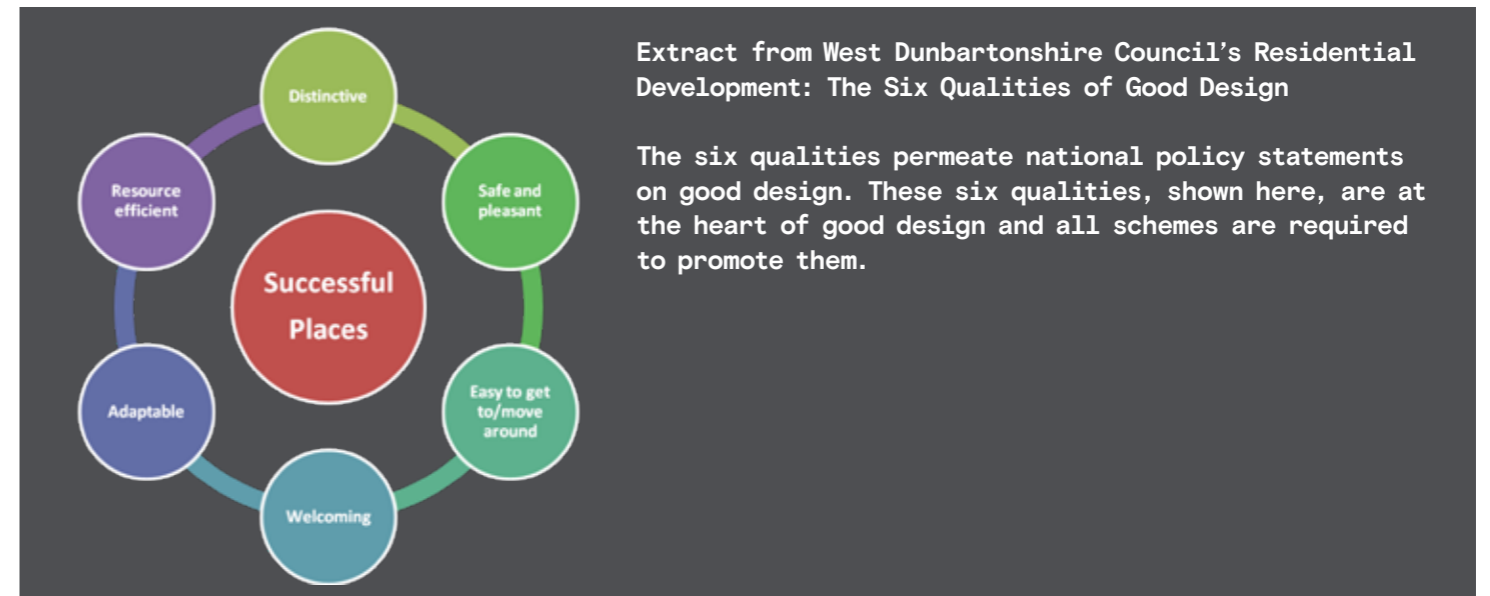 Distinctive
Safe and
pleasant
Easy to get
to/move
around
Welcoming
Adaptable
Resource
efficient
Successful
Places
Extract from West Dunbartonshire Council’s Residential
Development: The Six Qualities of Good Design
The six qualities permeate national policy statements
on good design. These six qualities, shown here, are at
the heart of good design and all schemes are required
to promote them.